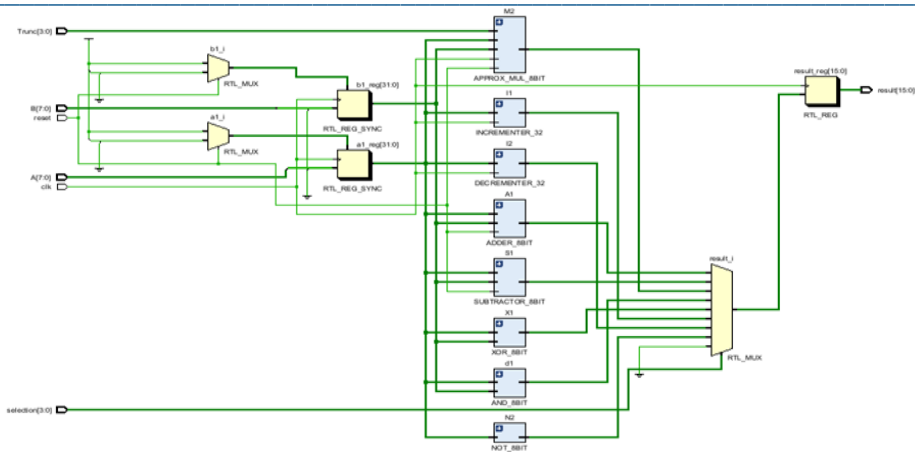 M2
Trunc[3:0]
b1_i
APPROX_MUL_8BIT
RTL_MUX
b1_reg[31:0]
result_reg[15:0]
result[15:0]
RTL_REG
B[7:0]
reset
I1
a1_i
RTL_REG_SYNC
INCREMENTER_32
a1_reg[31:0]
RTL_MUX
I2
A[7:0]
clk
RTL_REG_SYNC
DECREMENTER_32
A1
ADDER_8BIT
S1
result_i
SUBTRACTOR_8BIT
X1
XOR_8BIT
RTL_MUX
d1
AND_8BIT
selection[3:0]
N2
NOT_8BIT